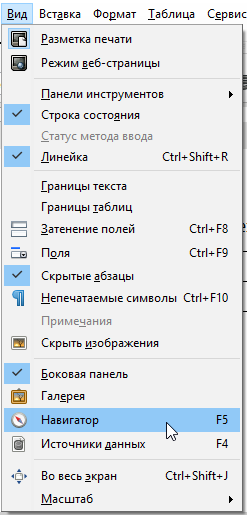 Вид Вставка Формат Таблица Сервис
Разметка печати
Режим веб-страницы
Панели инструментов
Строка состояния
Статус метода ввода
Линейка Ctrl+Shift+R
Границы текста
Границы таблиц
Затенение полей Ctrl+F8
Поля Ctrl+F9
Скрытые абзацы
Непечатаемые символы Ctrl+F10
Примечания
Скрыть изображения
Боковая панель
Галерея
Навигатор F5
Источники данных F4
Во весь экран Ctrl+Shift+J
Масштаб